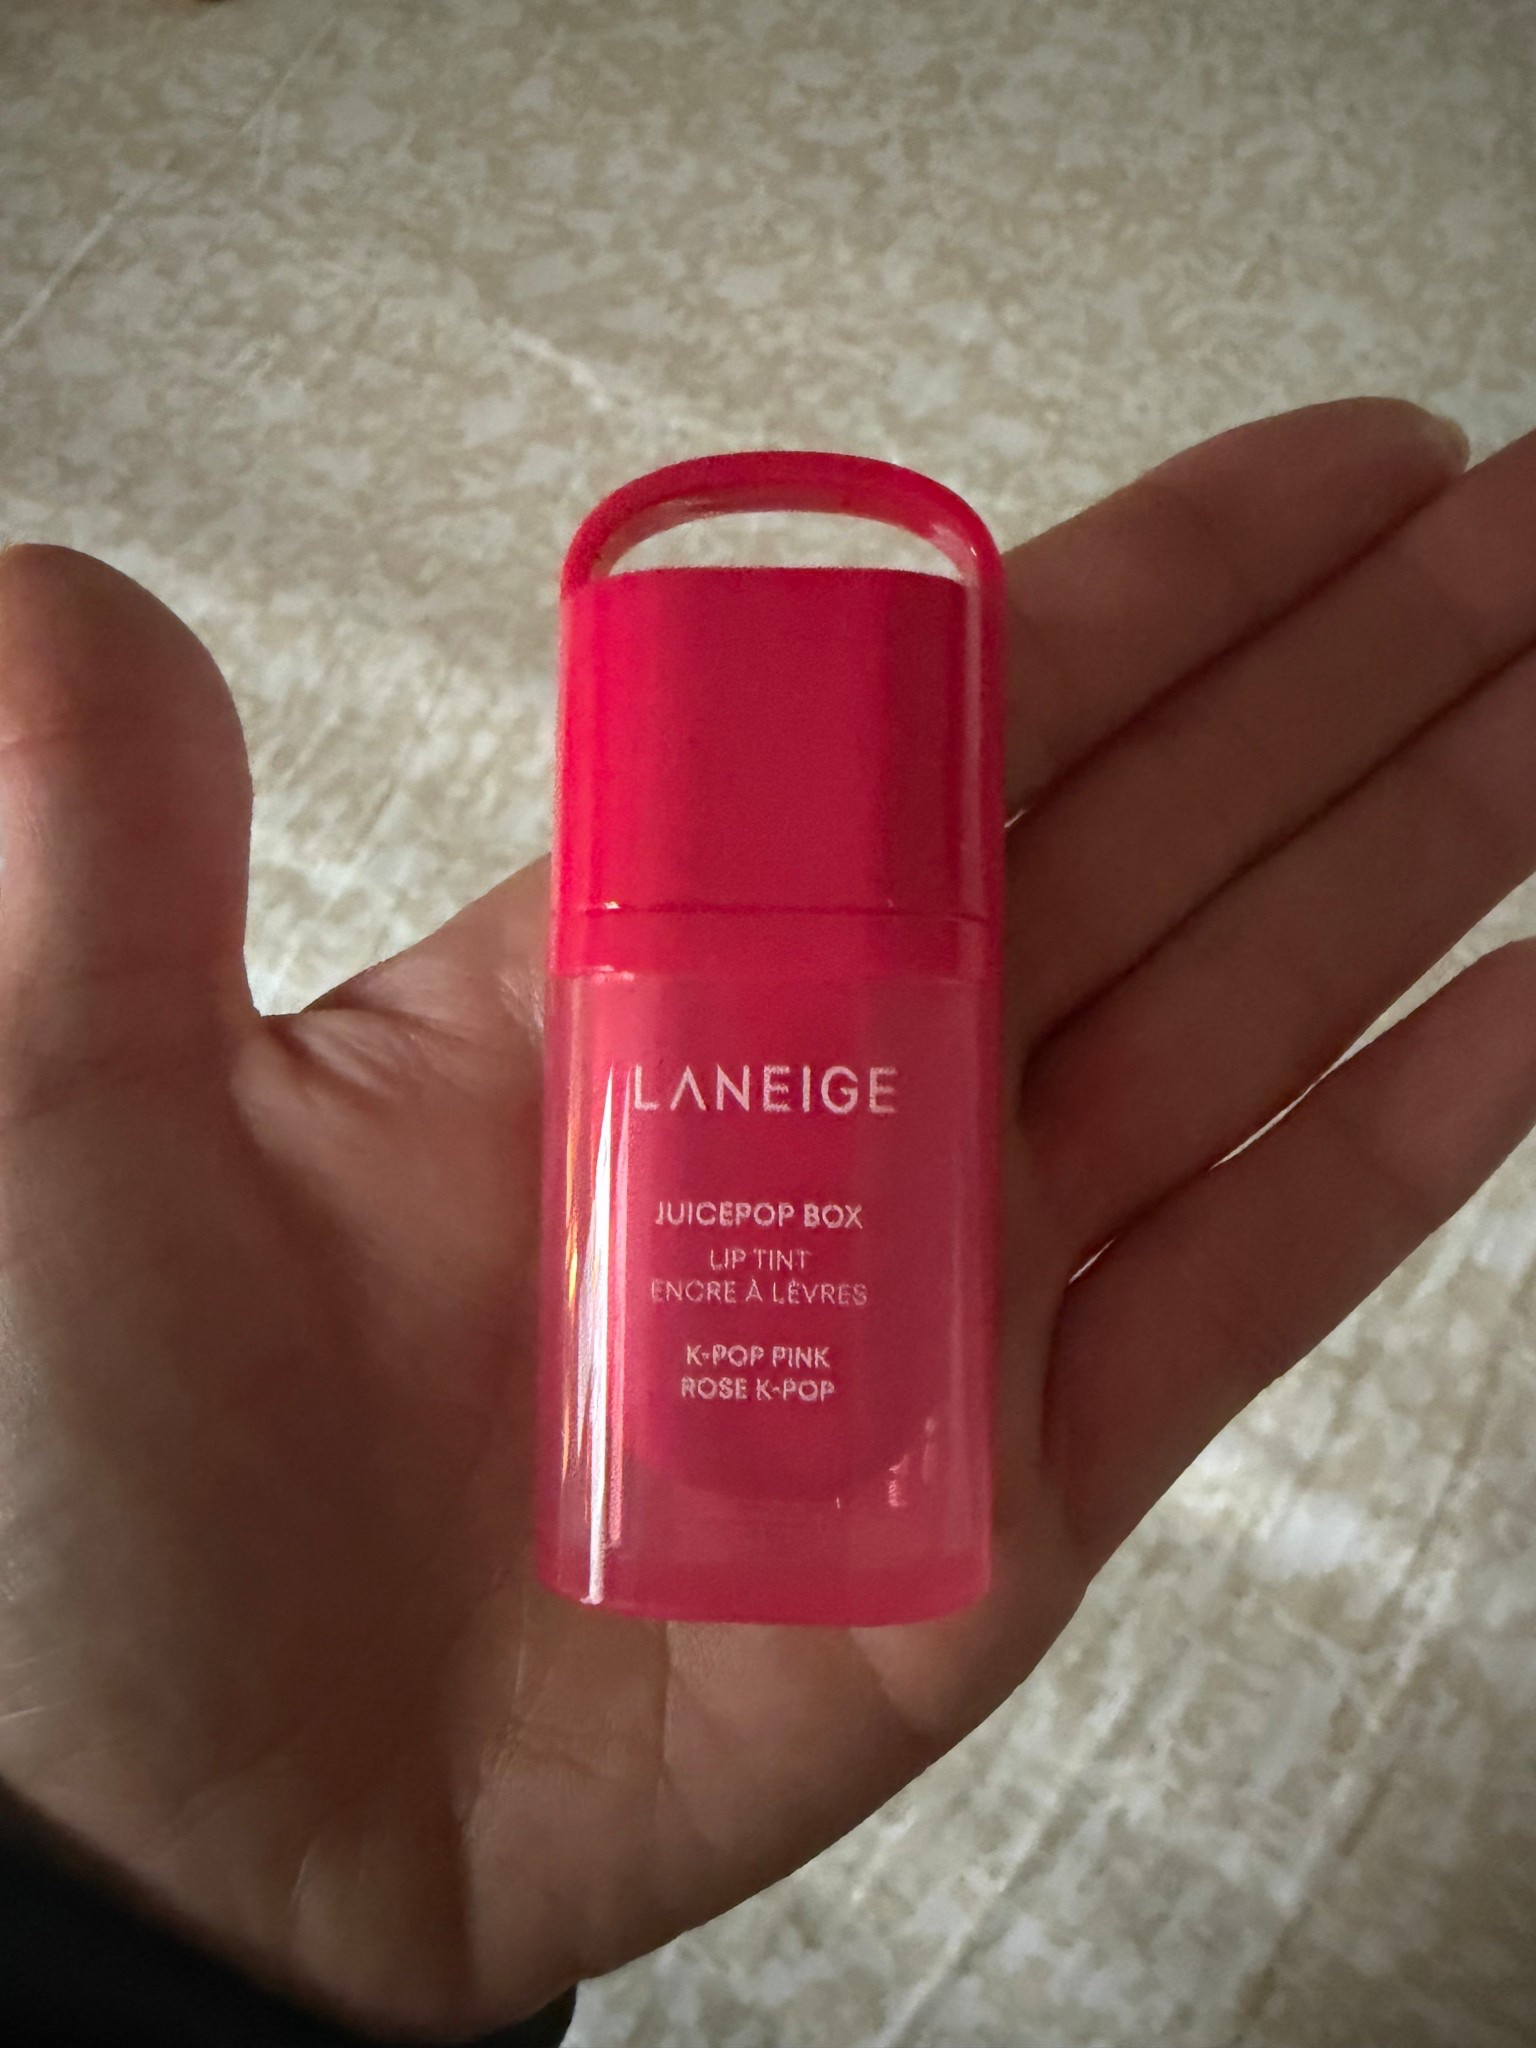 LANEIGE
JUICEPOP BOX
LIP TINT
ENCRE À LÈVRES
K-POP PINK
ROSE K-POP